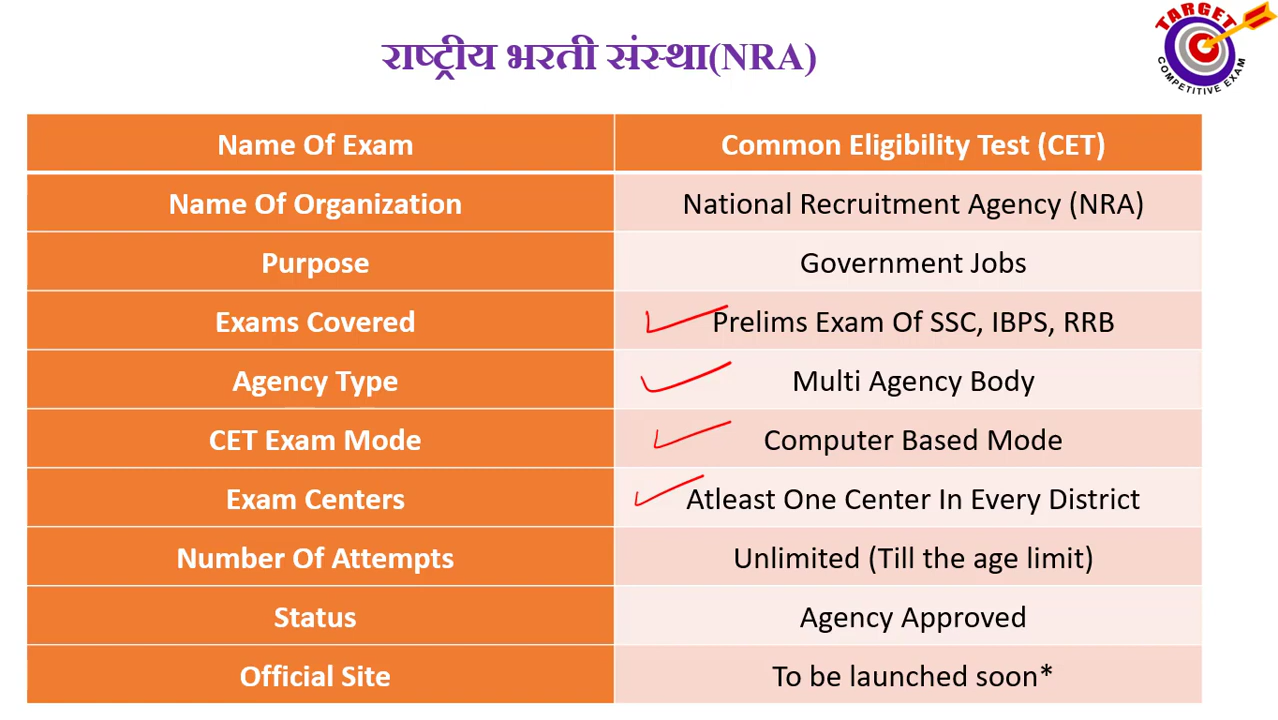 राष्ट्रीय भरती संस्था(NRA)
TARGET
COMPETITIVE EXAM
Name Of Exam Common Eligibility Test (CET)
Name Of Organization National Recruitment Agency (NRA)
Purpose Government Jobs
Exams Covered Prelims Exam Of SSC, IBPS, RRB
Agency Type Multi Agency Body
CET Exam Mode Computer Based Mode
Exam Centers Atleast One Center In Every District
Number Of Attempts Unlimited (Till the age limit)
Status Agency Approved
Official Site To be launched soon*